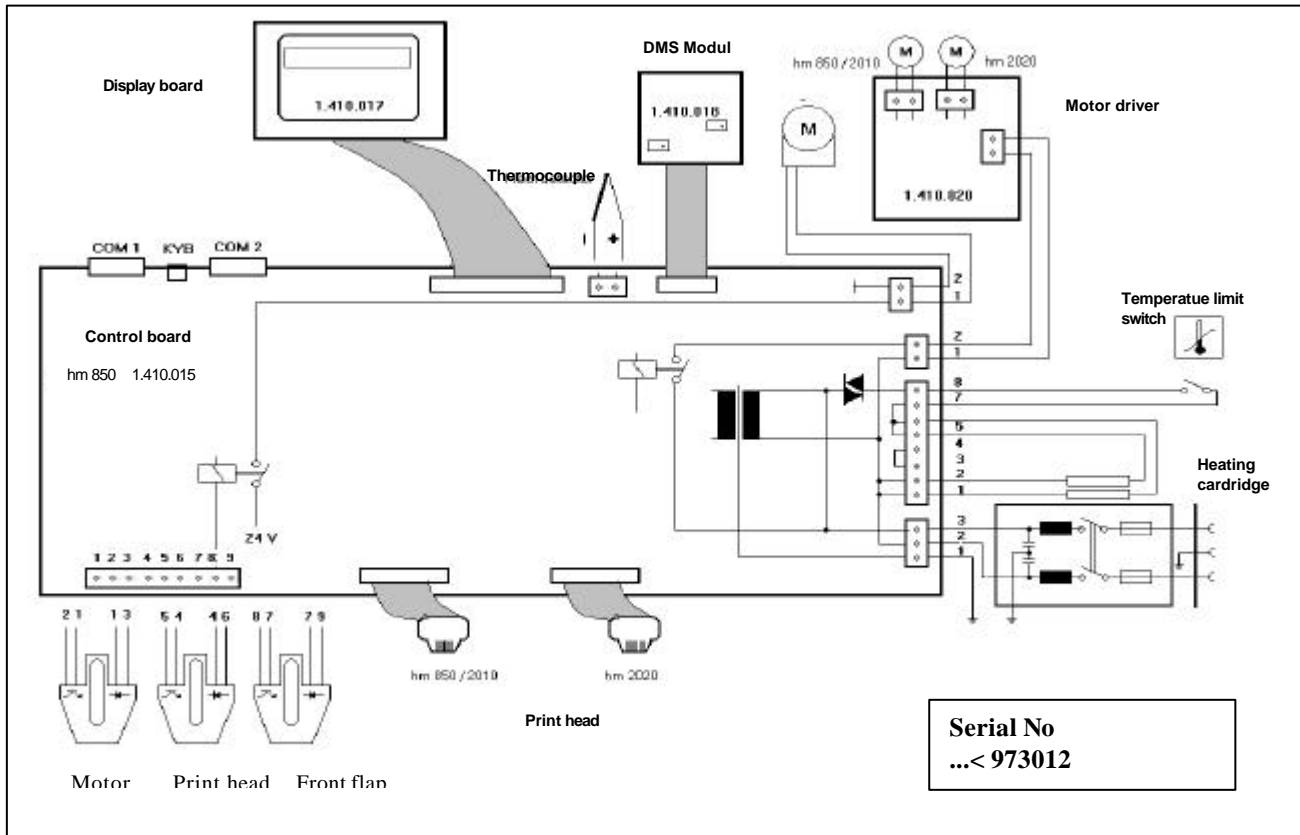 DMS Modul
hm 850 / 2010
hm 2020
Display board
1.410.017
1.410.018
M
M
M
Motor driver
1.410.820
Thermocouple
+
COM 1 KYB COM 2
2
1
Temperatue limit
switch
Control board
hm 850 1.410.015
2
1
8
7
5
4
3
2
1
Heating
cardridge
24 V
3
2
1
1 2 3 4 5 6 7 8 9
2 1 1 3 5 4 4 6 8 7 7 9
hm 850 / 2010
hm 2020
Print head
Serial No
...< 973012
Motor Print head Front flap